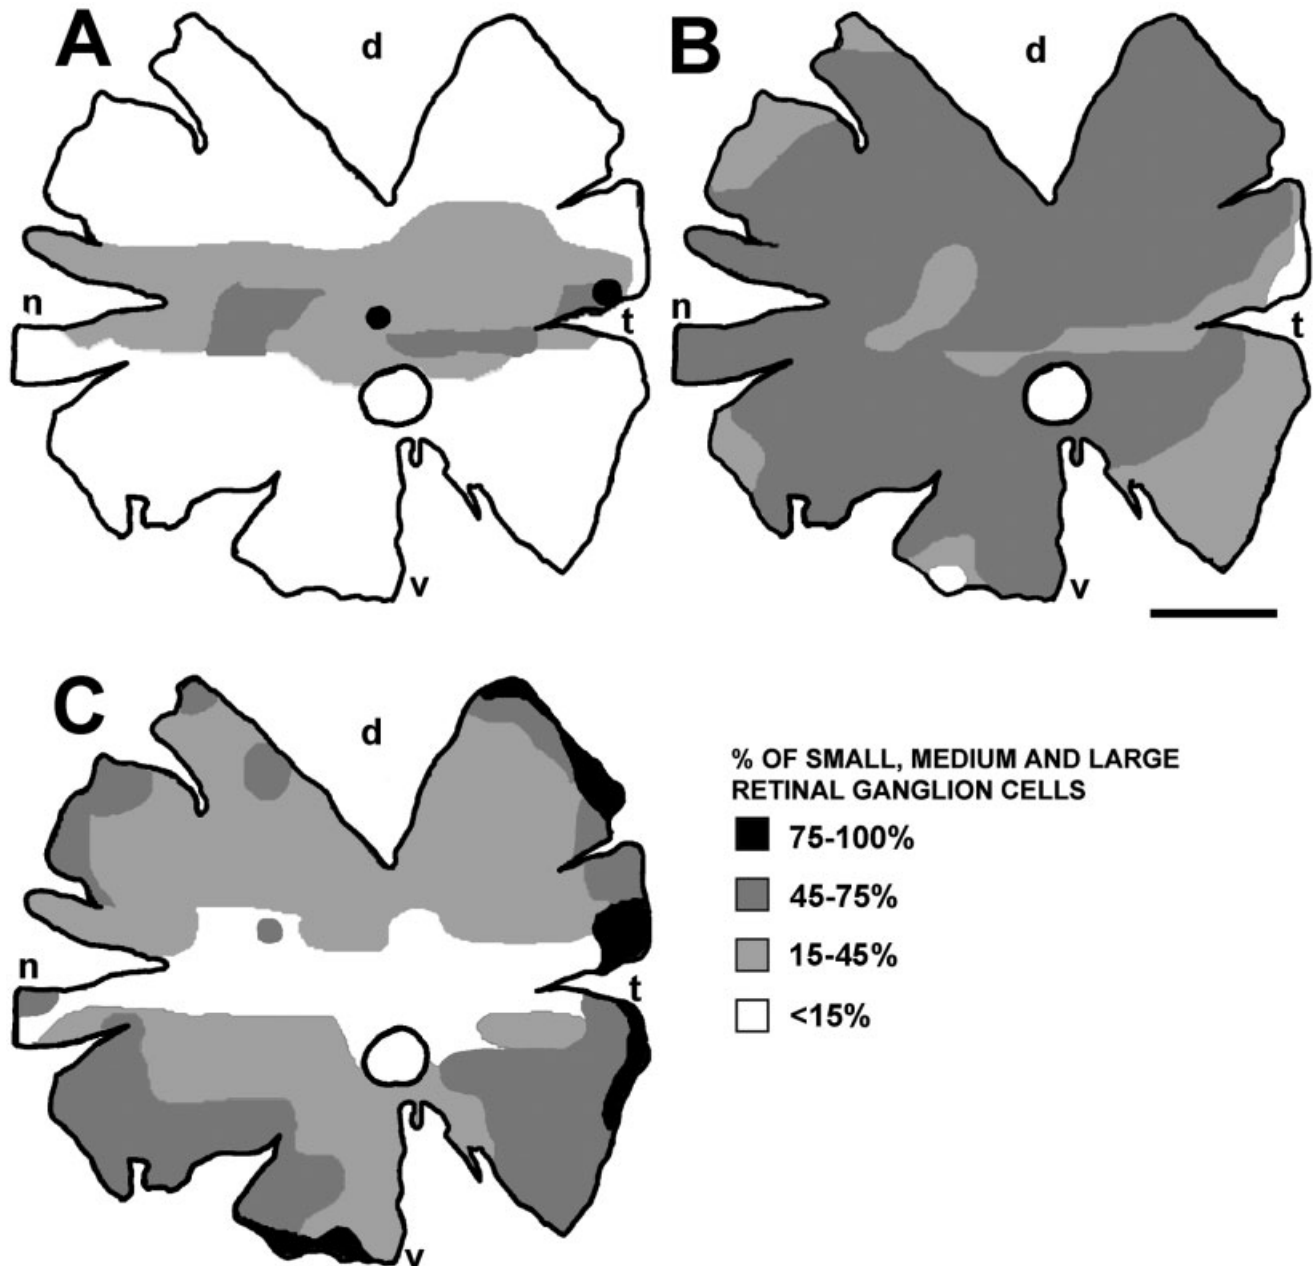 A
d
n
t
v
B
d
n
t
v
C
d
n
t
v
% OF SMALL, MEDIUM AND LARGE
RETINAL GANGLION CELLS
75-100%
45-75%
15-45%
<15%